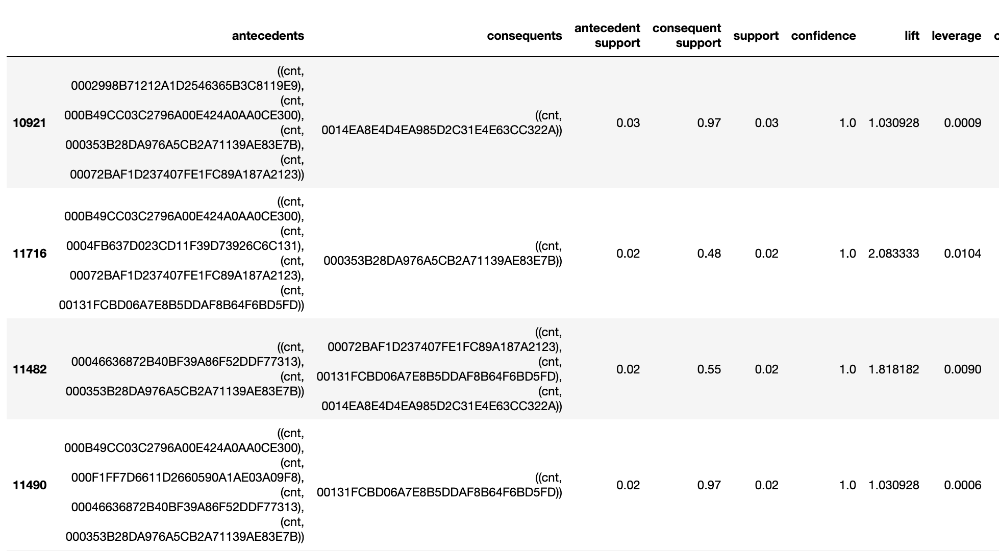 antecedents consequents antecedent support consequent support support confidence lift leverage c
10921
((cnt,
0002998B71212A1D2546365B3C8119E9),
(cnt,
000B49CC03C2796A00E424A0AA0CE300),
(cnt,
000353B28DA976A5CB2A71139AE83E7B),
(cnt,
00072BAF1D237407FE1FC89A187A2123))
((cnt,
0014EA8E4D4EA985D2C31E4E63CC322A))
0.03 0.97 0.03 1.0 1.030928 0.0009
11716
((cnt,
000B49CC03C2796A00E424A0AA0CE300),
(cnt,
0004FB637D023CD11F39D73926C6C131),
(cnt,
00072BAF1D237407FE1FC89A187A2123),
(cnt,
00131FCBD06A7E8B5DDAF8B64F6BD5FD))
((cnt,
000353B28DA976A5CB2A71139AE83E7B))
0.02 0.48 0.02 1.0 2.083333 0.0104
11482
((cnt,
00046636872B40BF39A86F52DDF77313),
(cnt,
000353B28DA976A5CB2A71139AE83E7B))
((cnt,
00072BAF1D237407FE1FC89A187A2123),
(cnt,
00131FCBD06A7E8B5DDAF8B64F6BD5FD),
(cnt,
0014EA8E4D4EA985D2C31E4E63CC322A))
0.02 0.55 0.02 1.0 1.818182 0.0090
11490
((cnt,
000B49CC03C2796A00E424A0AA0CE300),
(cnt,
000F1FF7D6611D2660590A1AE03A09F8),
(cnt,
00046636872B40BF39A86F52DDF77313),
(cnt,
000353B28DA976A5CB2A71139AE83E7B))
((cnt,
00131FCBD06A7E8B5DDAF8B64F6BD5FD))
0.02 0.97 0.02 1.0 1.030928 0.0006